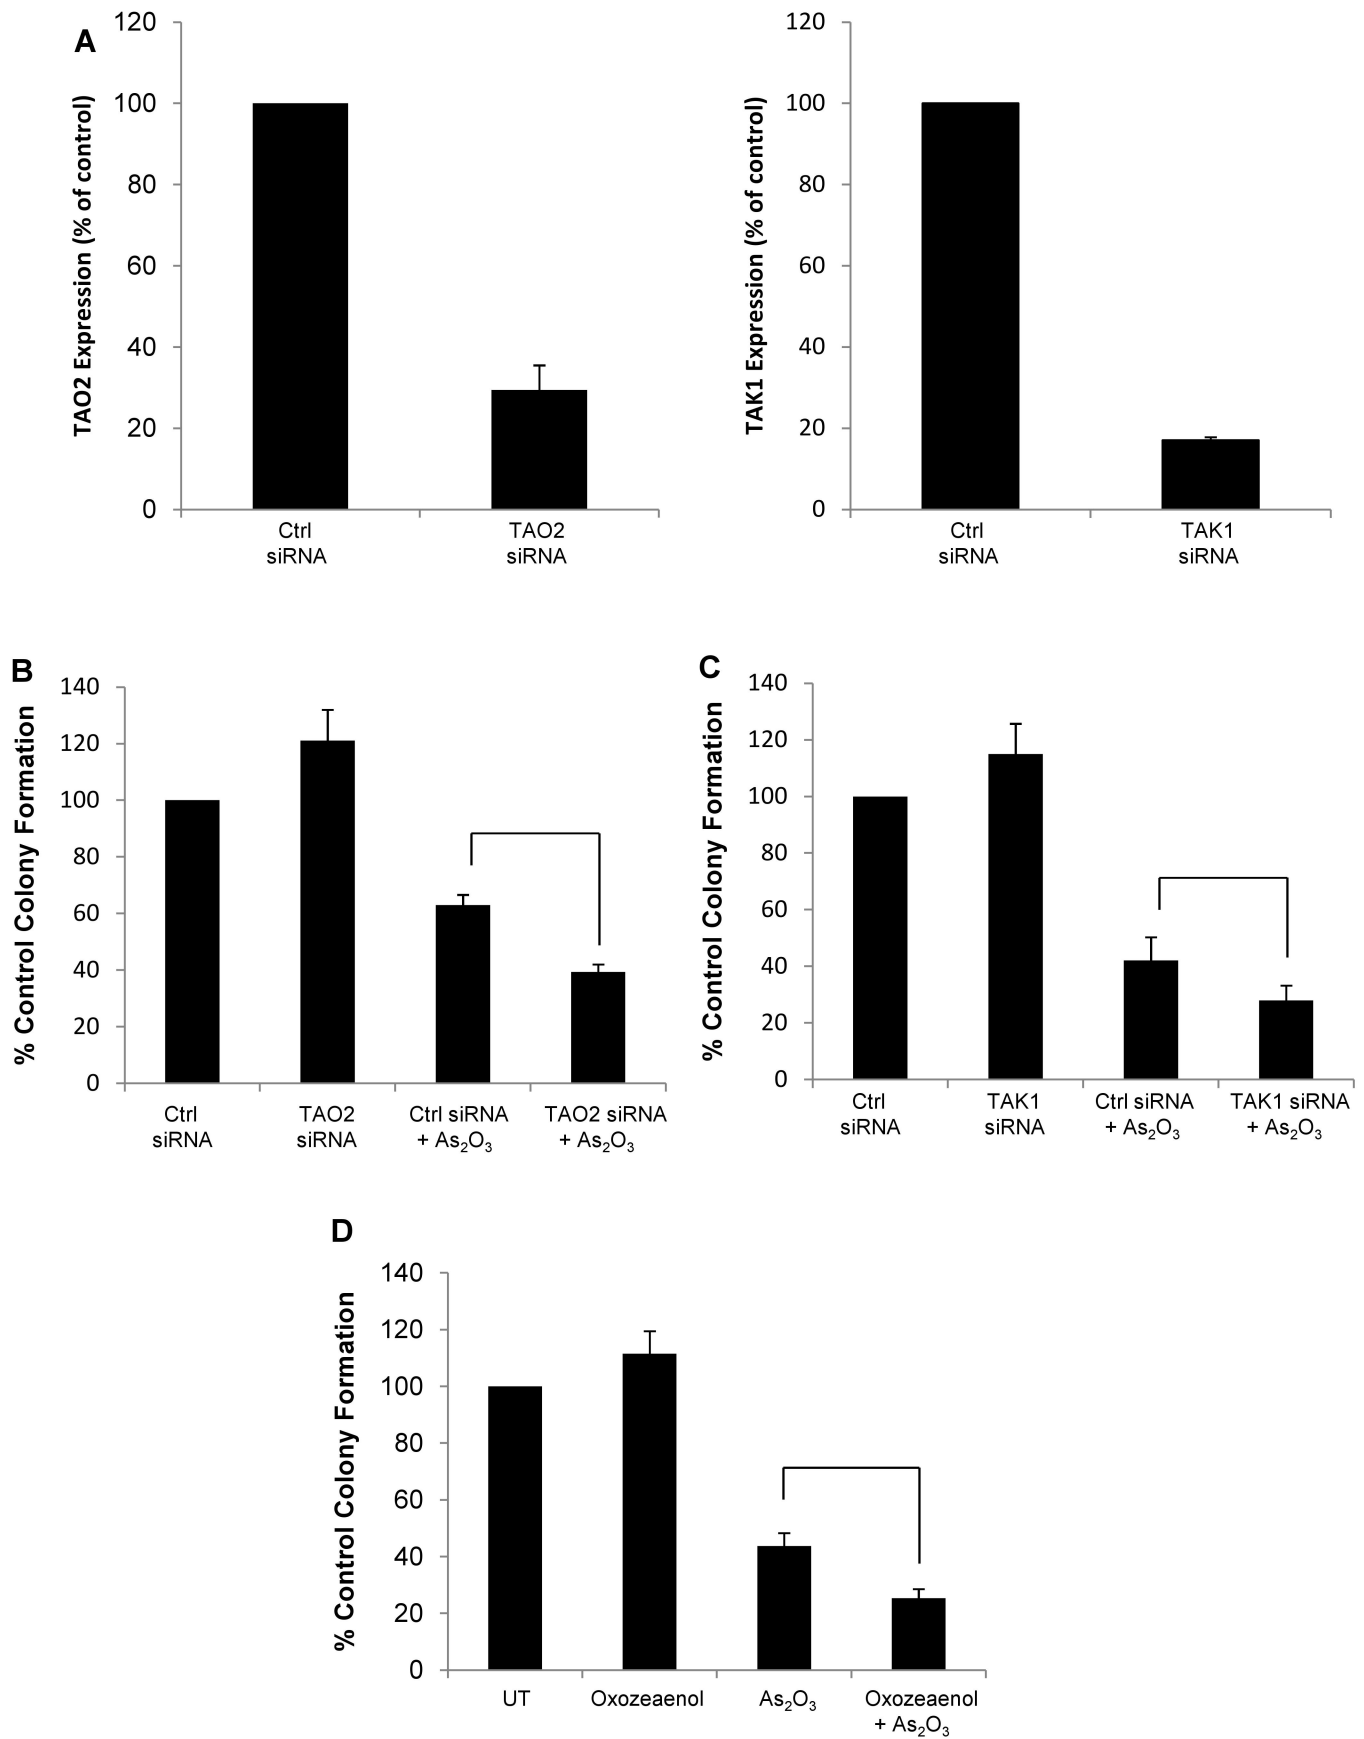 A
TAO2 Expression (% of control)
120
100
80
60
40
20
0
Ctrl
siRNA
TAO2
siRNA
TAK1 Expression (% of control)
120
100
80
60
40
20
0
Ctrl
siRNA
TAK1
siRNA
B
% Control Colony Formation
140
120
100
80
60
40
20
0
Ctrl
siRNA
TAO2
siRNA
Ctrl siRNA
+ As₂O₃
TAO2 siRNA
+ As₂O₃
C
% Control Colony Formation
140
120
100
80
60
40
20
0
Ctrl
siRNA
TAK1
siRNA
Ctrl siRNA
+ As₂O₃
TAK1 siRNA
+ As₂O₃
D
% Control Colony Formation
140
120
100
80
60
40
20
0
UT
Oxozeaenol
As₂O₃
Oxozeaenol
+ As₂O₃